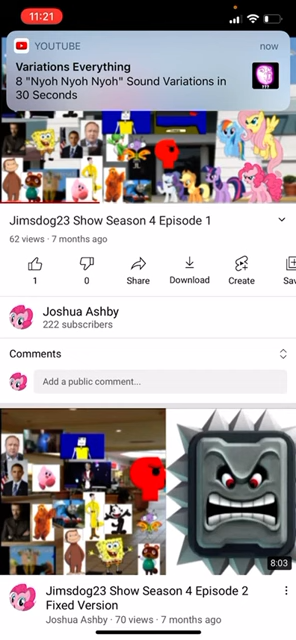 11:21
YOUTUBE
now
Variations Everything
8 "Nyoh Nyoh Nyoh" Sound Variations in
30 Seconds
Jimsdog23 Show Season 4 Episode 1
62 views · 7 months ago
1
0
Share
Download
Create
Sav
Joshua Ashby
222 subscribers
Comments
Add a public comment...
8:03
Jimsdog23 Show Season 4 Episode 2
Fixed Version
Joshua Ashby · 70 views · 7 months ago